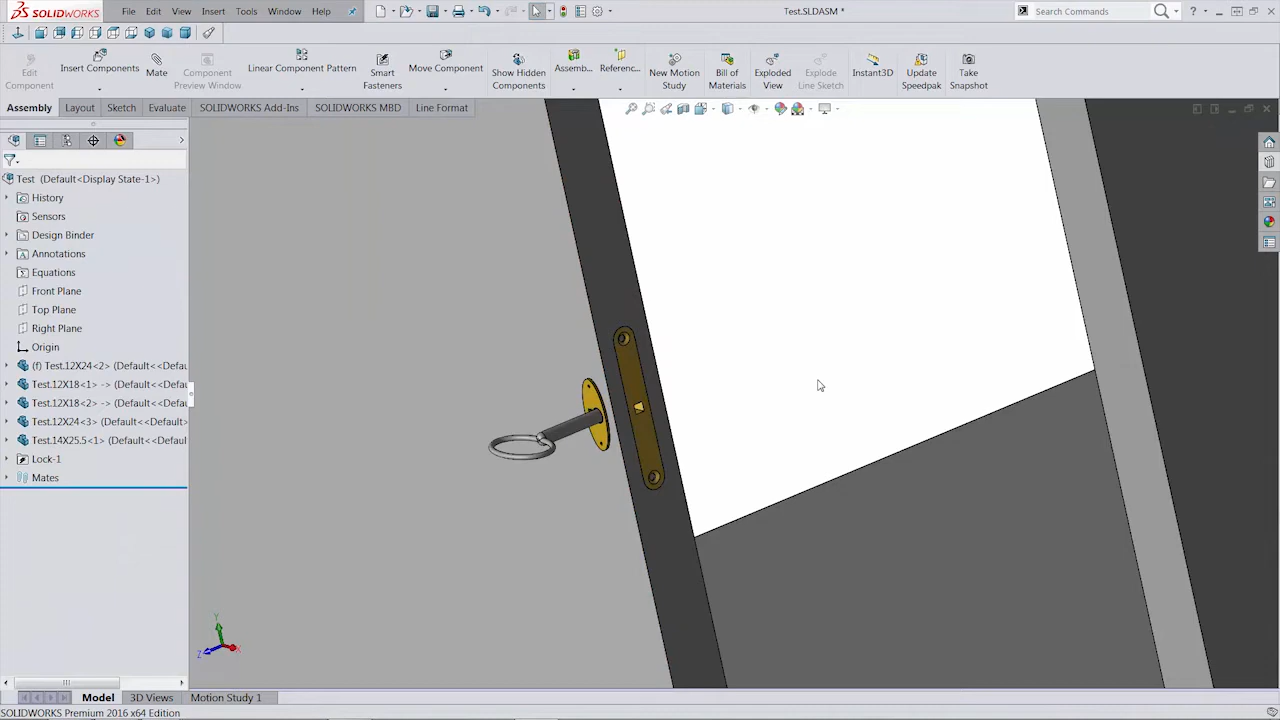 SOLIDWORKS File Edit View Insert Tools Window Help Test.SLDASM * Search Commands ?
Edit Component
Insert Components
Mate
Component Preview Window
Linear Component Pattern
Smart Fasteners
Move Component
Show Hidden Components
Assemb...
Referenc...
New Motion Study
Bill of Materials
Exploded View
Explode Line Sketch
Instant3D
Update Speedpak
Take Snapshot
Assembly Layout Sketch Evaluate SOLIDWORKS Add-Ins SOLIDWORKS MBD Line Format
Test (Default<Display State-1>)
History
Sensors
Design Binder
Annotations
Equations
Front Plane
Top Plane
Right Plane
Origin
(f) Test.12X24<2> (Default<<Defau
Test.12X18<1> -> (Default<<Defau
Test.12X18<2> -> (Default<<Defau
Test.12X24<3> (Default<<Default>
Test.14X25.5<1> (Default<<Default
Lock-1
Mates
Y
Z X
Model 3D Views Motion Study 1
SOLIDWORKS Premium 2016 x64 Edition